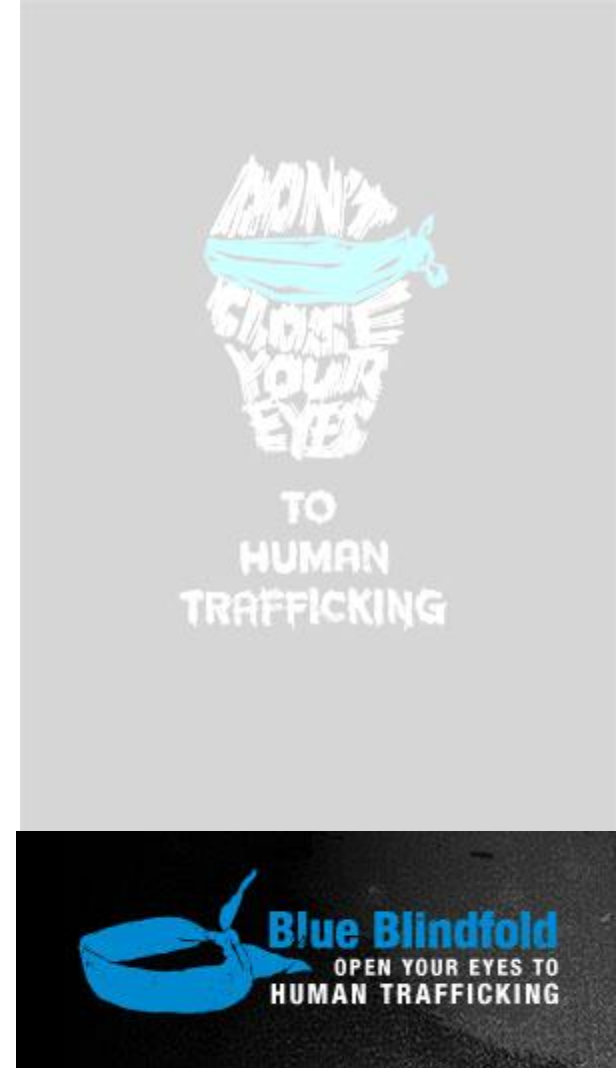 DON'T
CLOSE
YOUR
EYES
TO
HUMAN
TRAFFICKING
Blue Blindfold
OPEN YOUR EYES TO
HUMAN TRAFFICKING